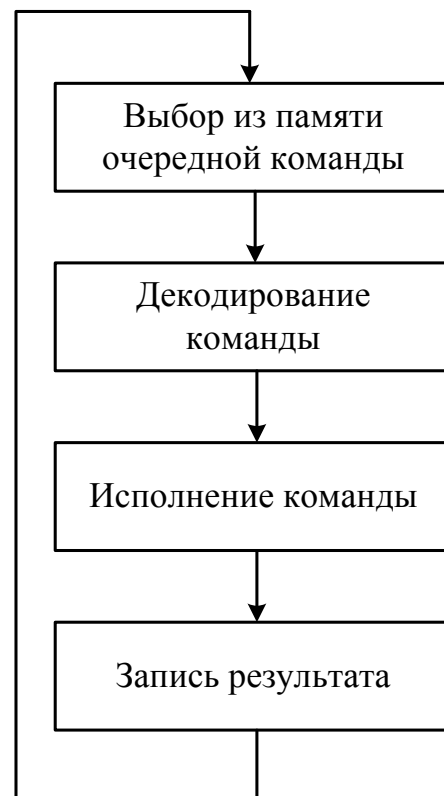 Выбор из памяти
очередной команды
Декодирование
команды
Исполнение команды
Запись результата